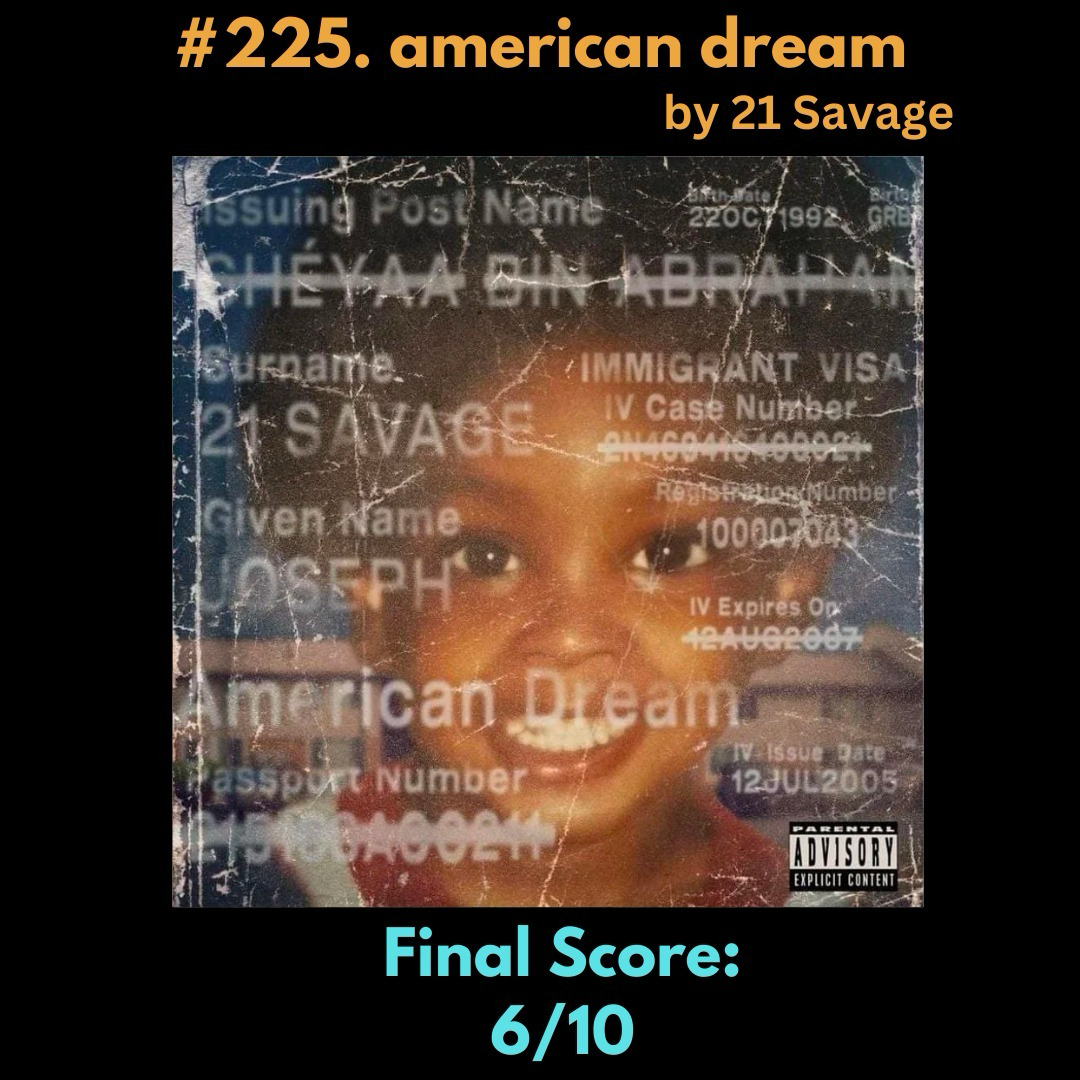 #225. american dream
by 21 Savage
Issuing Post Name
Birth Date
22OCT1992
GRB
SHÉYAA BIN ABRAHAM
Surname
IMMIGRANT VISA
21 SAVAGE
IV Case Number
Registration Number
Given Name
100007043
JOSEPH
IV Expires On
12AUG2007
American Dream
IV Issue Date
Passport Number
12JUL2005
PARENTAL
ADVISORY
EXPLICIT CONTENT
Final Score:
6/10